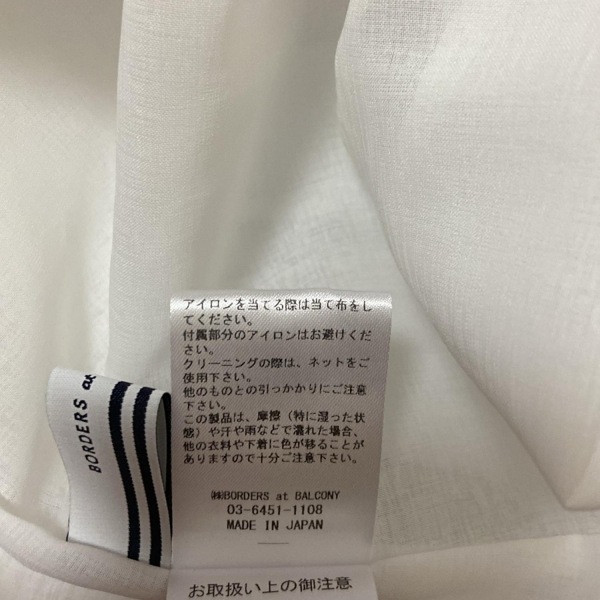 アイロンを当てる際は当て布をし
てください。
付属部分のアイロンはお避けくだ
さい。
クリーニングの際は、ネットをご
使用下さい。
他のものとの引っかかりにご注意
下さい。
この製品は、摩擦（特に湿った状
態）や汗や雨などで濡れた場合、
他の衣料や下着に色が移ることが
ありますので十分ご注意下さい。
㈱BORDERS at BALCONY
03-6451-1108
MADE IN JAPAN
お取扱い上の御注意
BORDERS at